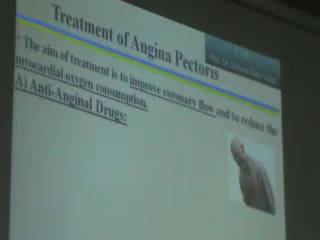 Treatment of Angina Pectoris
* The aim of treatment is to improve coronary flow and to reduce the
myocardial oxygen consumption.
A) Anti-Anginal Drugs: